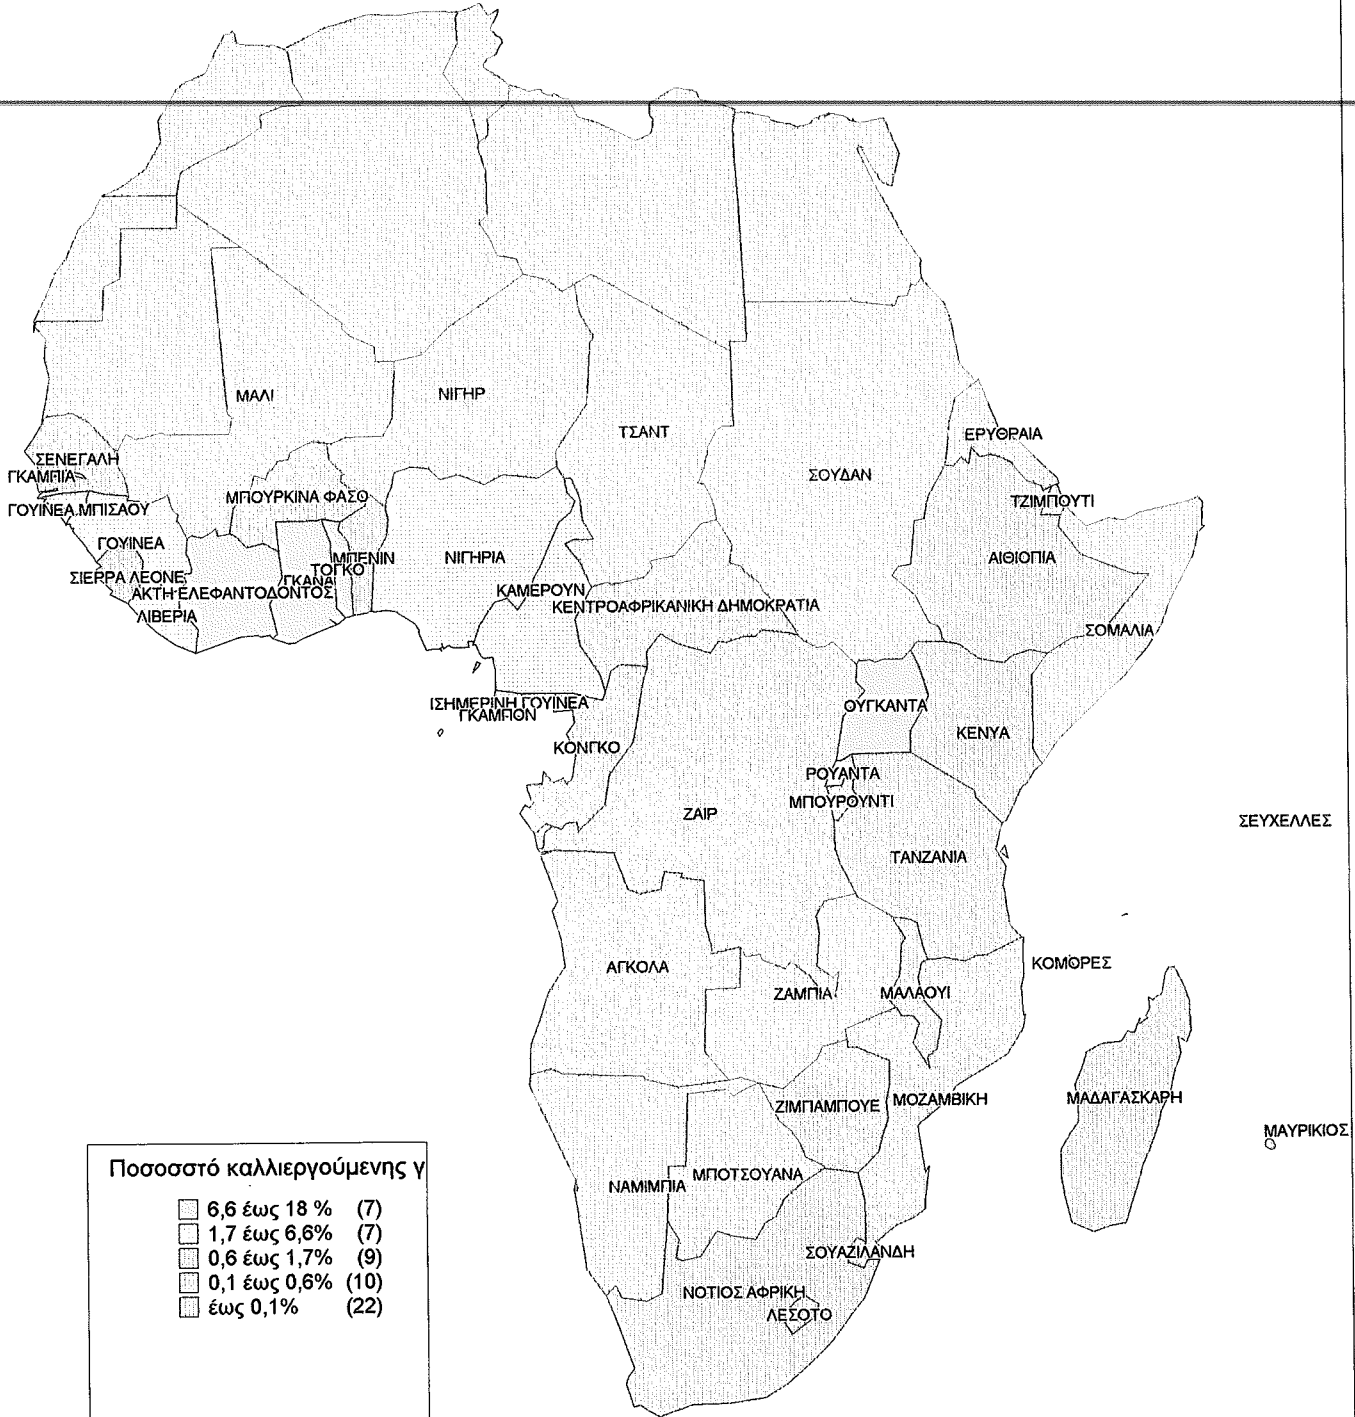 ΜΑΛΙ
ΝΙΓΗΡ
ΤΣΑΝΤ
ΣΟΥΔΑΝ
ΕΡΥΘΡΑΙΑ
ΣΕΝΕΓΑΛΗ
ΓΚΑΜΠΙΑ
ΜΠΟΥΡΚΙΝΑ ΦΑΣΟ
ΤΖΙΜΠΟΥΤΙ
ΓΟΥΙΝΕΑ ΜΠΙΣΑΟΥ
ΓΟΥΙΝΕΑ
ΜΠΕΝΙΝ
ΝΙΓΗΡΙΑ
ΑΙΘΙΟΠΙΑ
ΤΟΓΚΟ
ΣΙΕΡΡΑ ΛΕΟΝΕ
ΓΚΑΝΑ
ΑΚΤΗ ΕΛΕΦΑΝΤΟΔΟΝΤΟΣ
ΚΑΜΕΡΟΥΝ
ΚΕΝΤΡΟΑΦΡΙΚΑΝΙΚΗ ΔΗΜΟΚΡΑΤΙΑ
ΛΙΒΕΡΙΑ
ΣΟΜΑΛΙΑ
ΙΣΗΜΕΡΙΝΗ ΓΟΥΙΝΕΑ
ΓΚΑΜΠΟΝ
ΟΥΓΚΑΝΤΑ
ΚΕΝΥΑ
ΚΟΝΓΚΟ
ΡΟΥΑΝΤΑ
ΜΠΟΥΡΟΥΝΤΙ
ΖΑΙΡ
ΣΕΥΧΕΛΛΕΣ
ΤΑΝΖΑΝΙΑ
ΑΓΚΟΛΑ
ΚΟΜΟΡΕΣ
ΖΑΜΠΙΑ
ΜΑΛΑΟΥΙ
ΖΙΜΠΑΜΠΟΥΕ
ΜΟΖΑΜΒΙΚΗ
ΜΑΔΑΓΑΣΚΑΡΗ
ΜΑΥΡΙΚΙΟΣ
ΝΑΜΙΜΠΙΑ
ΜΠΟΤΣΟΥΑΝΑ
ΣΟΥΑΖΙΛΑΝΔΗ
ΝΟΤΙΟΣ ΑΦΡΙΚΗ
ΛΕΣΟΤΟ
Ποσοσστό καλλιεργούμενης γ
6,6 έως 18 % (7)
1,7 έως 6,6% (7)
0,6 έως 1,7% (9)
0,1 έως 0,6% (10)
έως 0,1% (22)